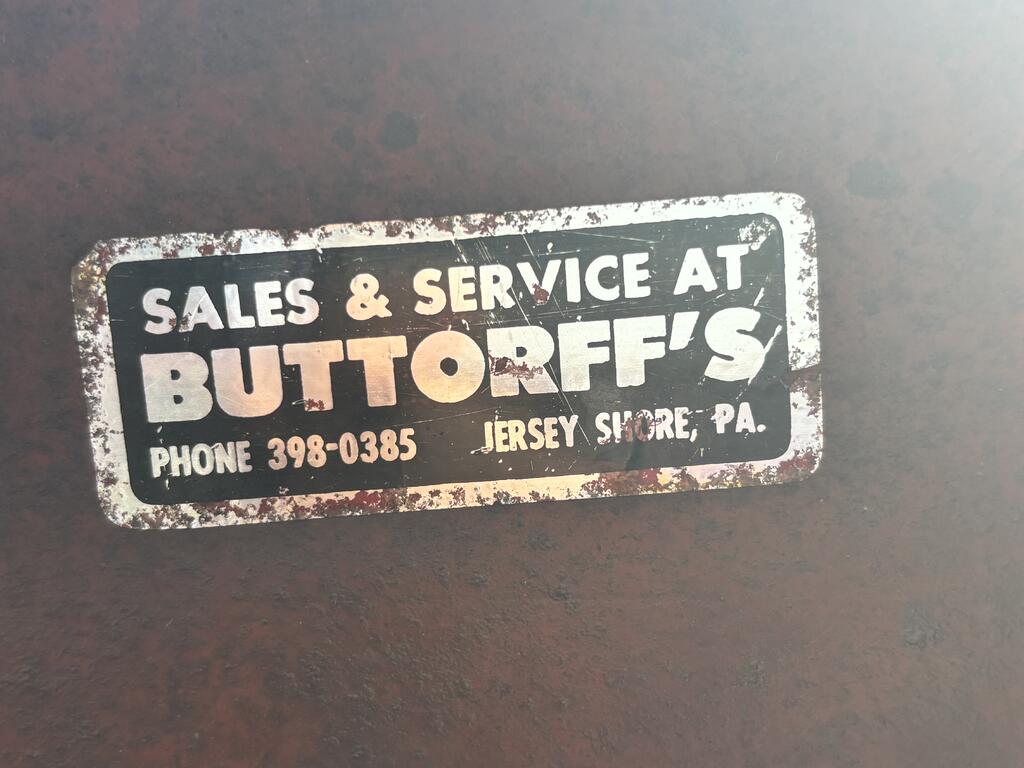 SALES & SERVICE AT
BUTTORFF'S
PHONE 398-0385 JERSEY SHORE, PA.